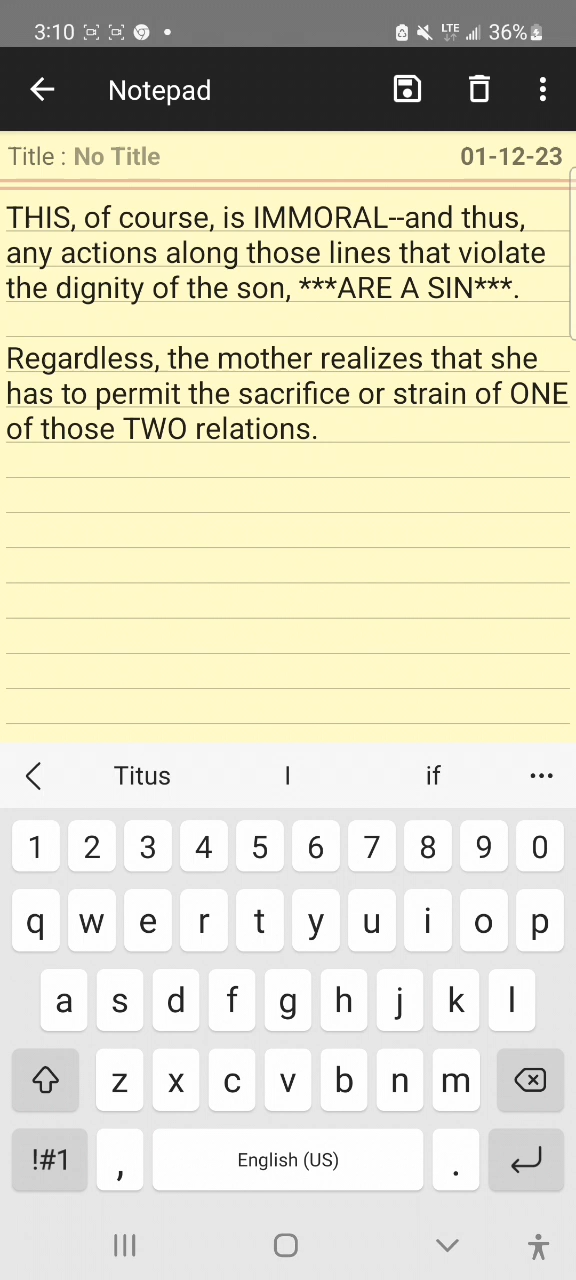 3:10 LTE 36%
Notepad
Title : No Title 01-12-23
THIS, of course, is IMMORAL--and thus,
any actions along those lines that violate
the dignity of the son, ***ARE A SIN***.
Regardless, the mother realizes that she
has to permit the sacrifice or strain of ONE
of those TWO relations.
Titus I if
1 2 3 4 5 6 7 8 9 0
q w e r t y u i o p
a s d f g h j k l
z x c v b n m
!#1 , English (US) .